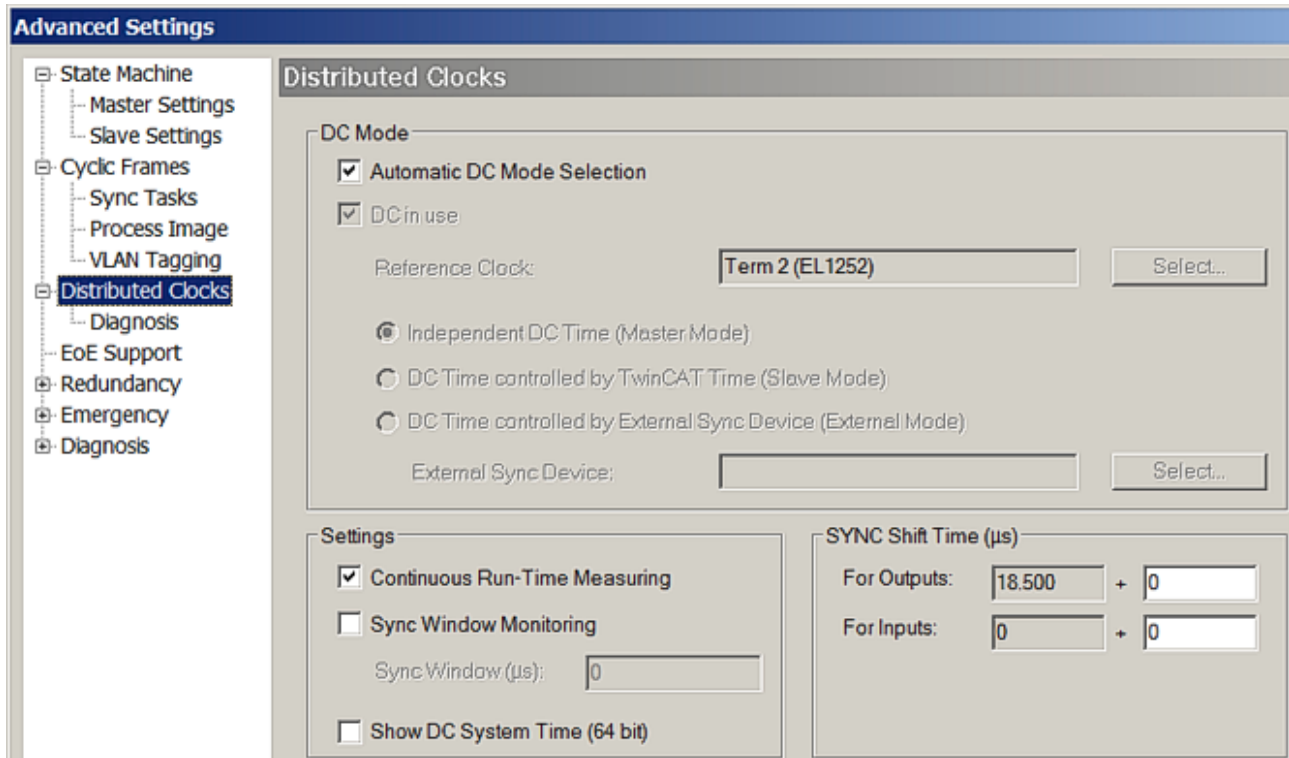 Advanced Settings
State Machine
Master Settings
Slave Settings
Cyclic Frames
Sync Tasks
Process Image
VLAN Tagging
Distributed Clocks
Diagnosis
EoE Support
Redundancy
Emergency
Diagnosis
Distributed Clocks
DC Mode
Automatic DC Mode Selection
DC in use
Reference Clock: Term 2 (EL1252) Select...
Independent DC Time (Master Mode)
DC Time controlled by TwinCAT Time (Slave Mode)
DC Time controlled by External Sync Device (External Mode)
External Sync Device: Select...
Settings
Continuous Run-Time Measuring
Sync Window Monitoring
Sync Window (µs): 0
Show DC System Time (64 bit)
SYNC Shift Time (µs)
For Outputs: 18.500 + 0
For Inputs: 0 + 0